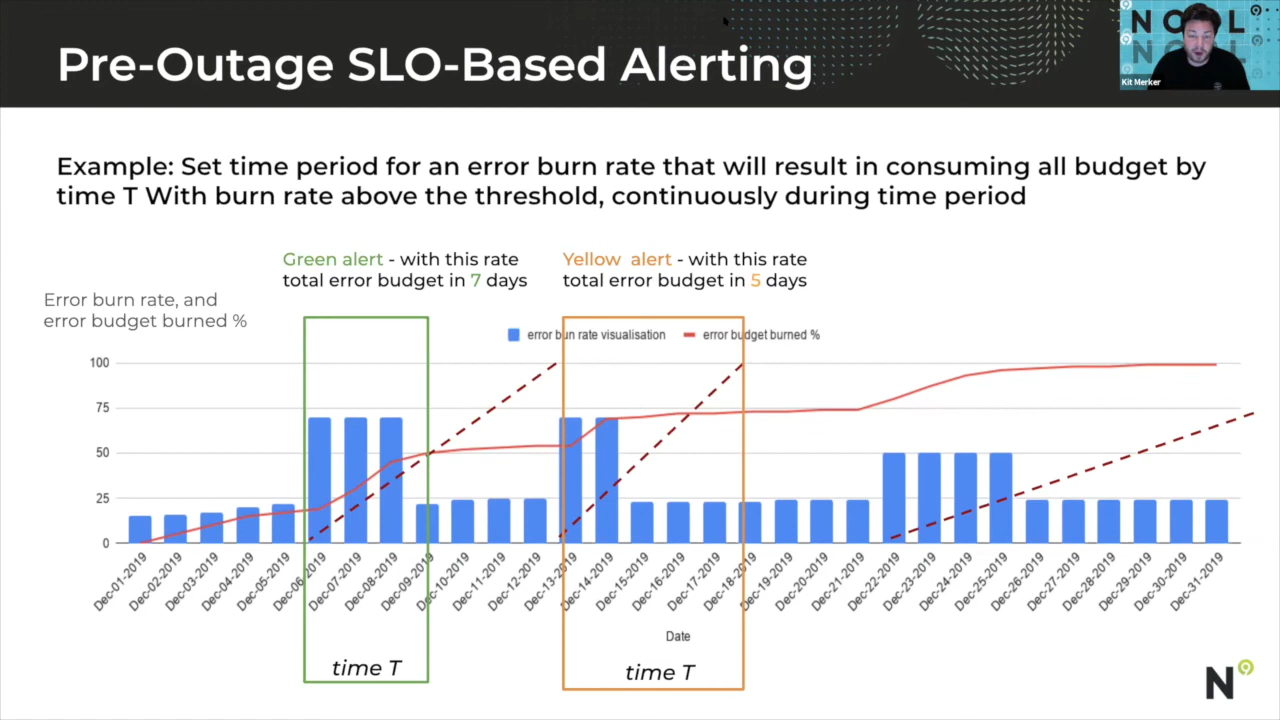 Pre-Outage SLO-Based Alerting
NOBL.
NOBL.
Kit Merker
Example: Set time period for an error burn rate that will result in consuming all budget by
time T With burn rate above the threshold, continuously during time period
Green alert - with this rate
total error budget in 7 days
Yellow alert - with this rate
total error budget in 5 days
Error burn rate, and
error budget burned %
error bun rate visualisation
error budget burned %
100
75
50
25
0
Dec-01-2019
Dec-02-2019
Dec-03-2019
Dec-04-2019
Dec-05-2019
Dec-06-2019
Dec-07-2019
Dec-08-2019
Dec-09-2019
Dec-10-2019
Dec-11-2019
Dec-12-2019
Dec-13-2019
Dec-14-2019
Dec-15-2019
Dec-16-2019
Dec-17-2019
Dec-18-2019
Dec-19-2019
Dec-20-2019
Dec-21-2019
Dec-22-2019
Dec-23-2019
Dec-24-2019
Dec-25-2019
Dec-26-2019
Dec-27-2019
Dec-28-2019
Dec-29-2019
Dec-30-2019
Dec-31-2019
Date
time T
time T
N9